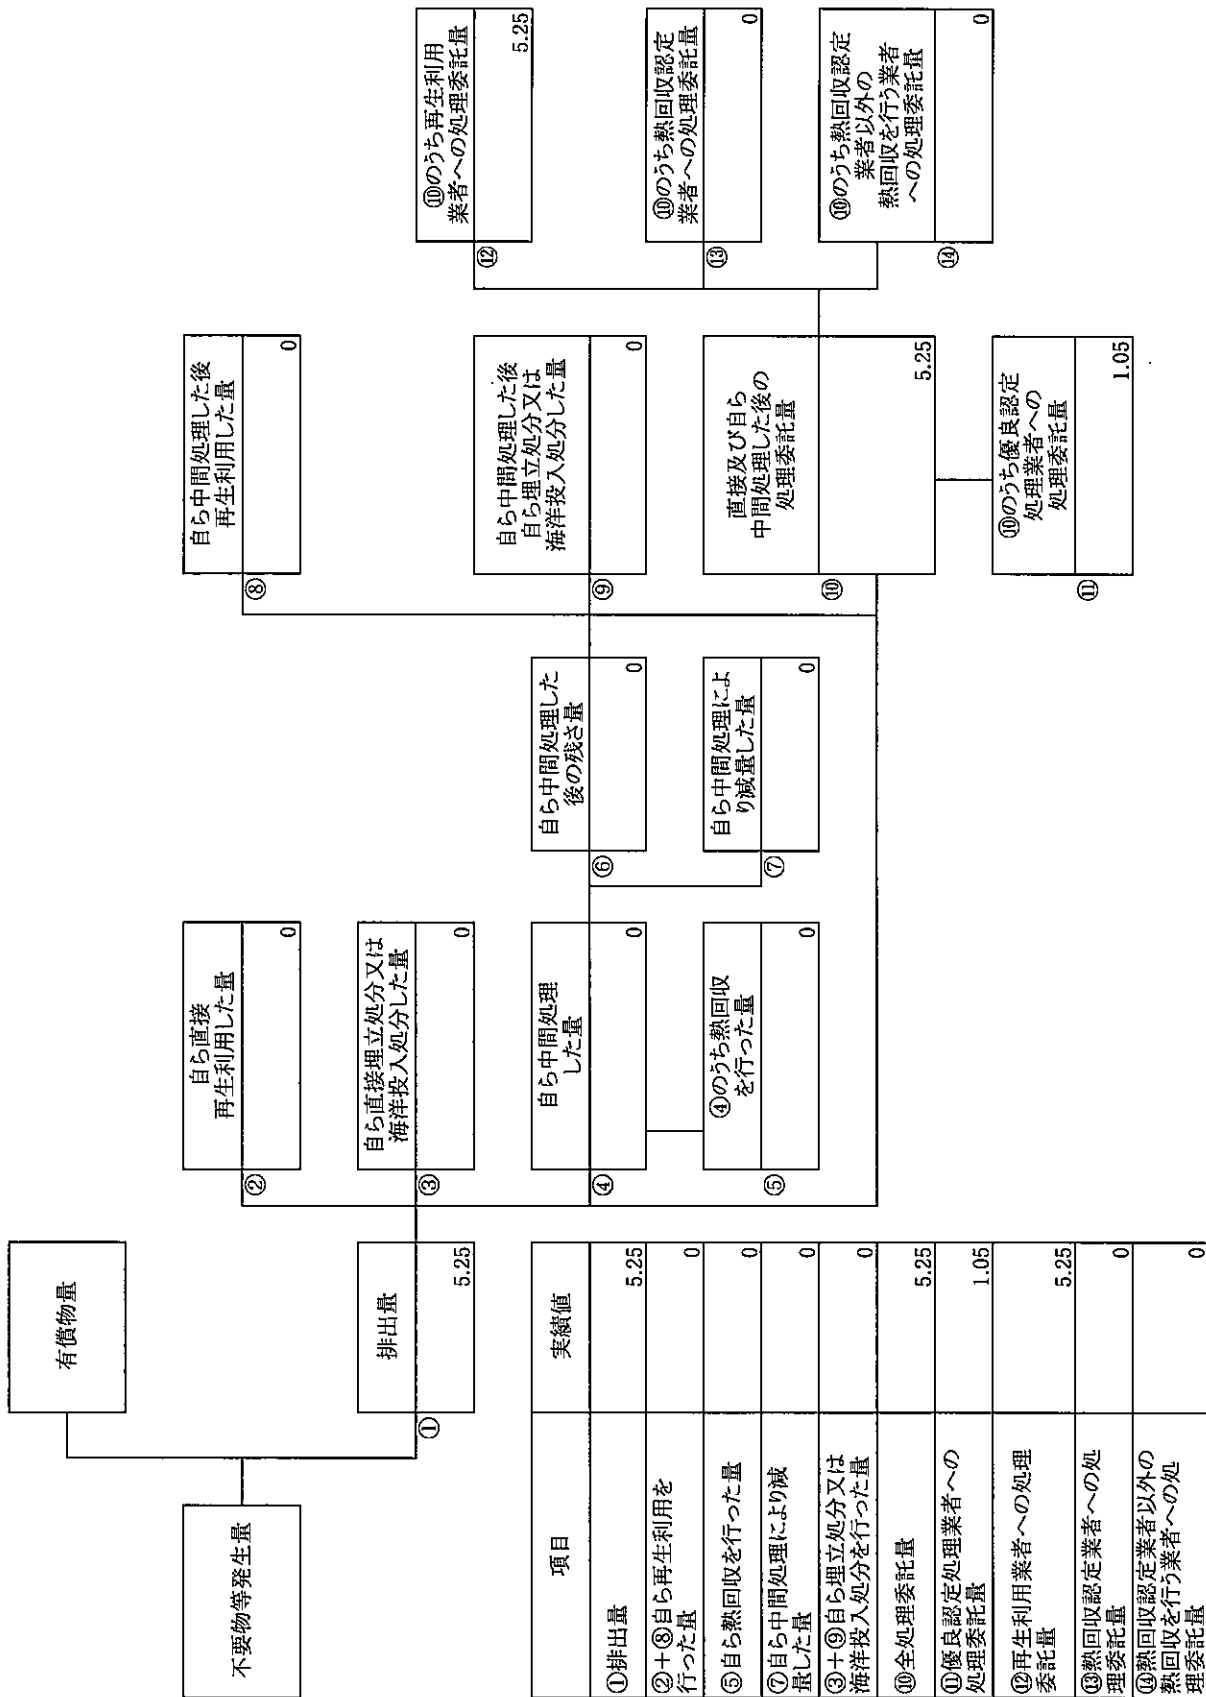 有償物量
不要物等発生量
排出量
①
5.25
自ら直接
再生利用した量
②
0
自ら直接埋立処分又は
海洋投入処分した量
③
0
自ら中間処理
した量
④
0
④のうち熱回収
を行った量
⑤
0
自ら中間処理した
後の残さ量
⑥
0
自ら中間処理によ
り減量した量
⑦
0
自ら中間処理した後
再生利用した量
⑧
0
自ら中間処理した後
自ら埋立処分又は
海洋投入処分した量
⑨
0
直接及び自ら
中間処理した後の
処理委託量
⑩
5.25
⑩のうち優良認定
処理業者への
処理委託量
⑪
1.05
⑩のうち再生利用
業者への処理委託量
⑫
5.25
⑩のうち熱回収認定
業者への処理委託量
⑬
0
⑩のうち熱回収認定
業者以外の
熱回収を行う業者
への処理委託量
⑭
0
項目 実績値
①排出量 5.25
②+⑧自ら再生利用を
行った量 0
⑤自ら熱回収を行った量 0
⑦自ら中間処理により減
量した量 0
③+⑨自ら埋立処分又は
海洋投入処分を行った量 0
⑩全処理委託量 5.25
⑪優良認定処理業者への
処理委託量 1.05
⑫再生利用業者への処理
委託量 5.25
⑬熱回収認定業者への処
理委託量 0
⑭熱回収認定業者以外の
熱回収を行う業者への処
理委託量 0